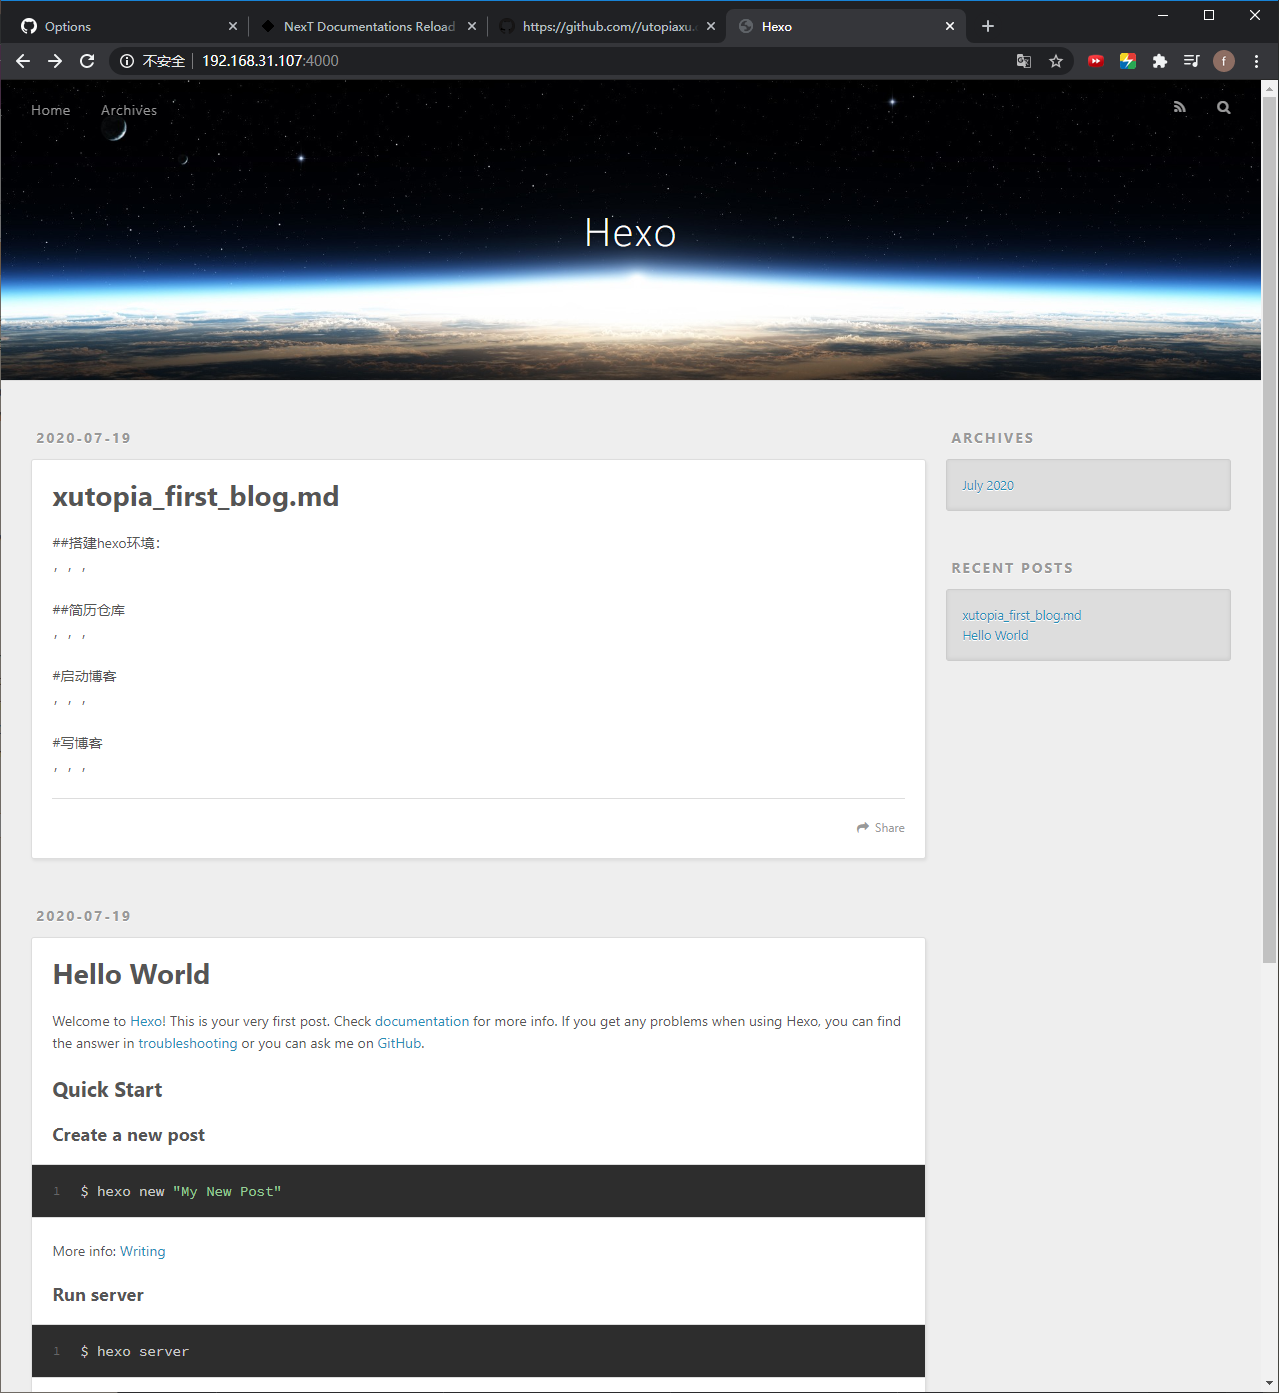 Options
NexT Documentations Reload
https://github.com//utopiaxu.
Hexo
不安全
192.168.31.107:4000
f
Home
Archives
Hexo
2020-07-19
xutopia_first_blog.md
##搭建hexo环境：
，，，
##简历仓库
，，，
#启动博客
，，，
#写博客
，，，
Share
ARCHIVES
July 2020
RECENT POSTS
xutopia_first_blog.md
Hello World
2020-07-19
Hello World
Welcome to Hexo! This is your very first post. Check documentation for more info. If you get any problems when using Hexo, you can find
the answer in troubleshooting or you can ask me on GitHub.
Quick Start
Create a new post
1 $ hexo new "My New Post"
More info: Writing
Run server
1 $ hexo server